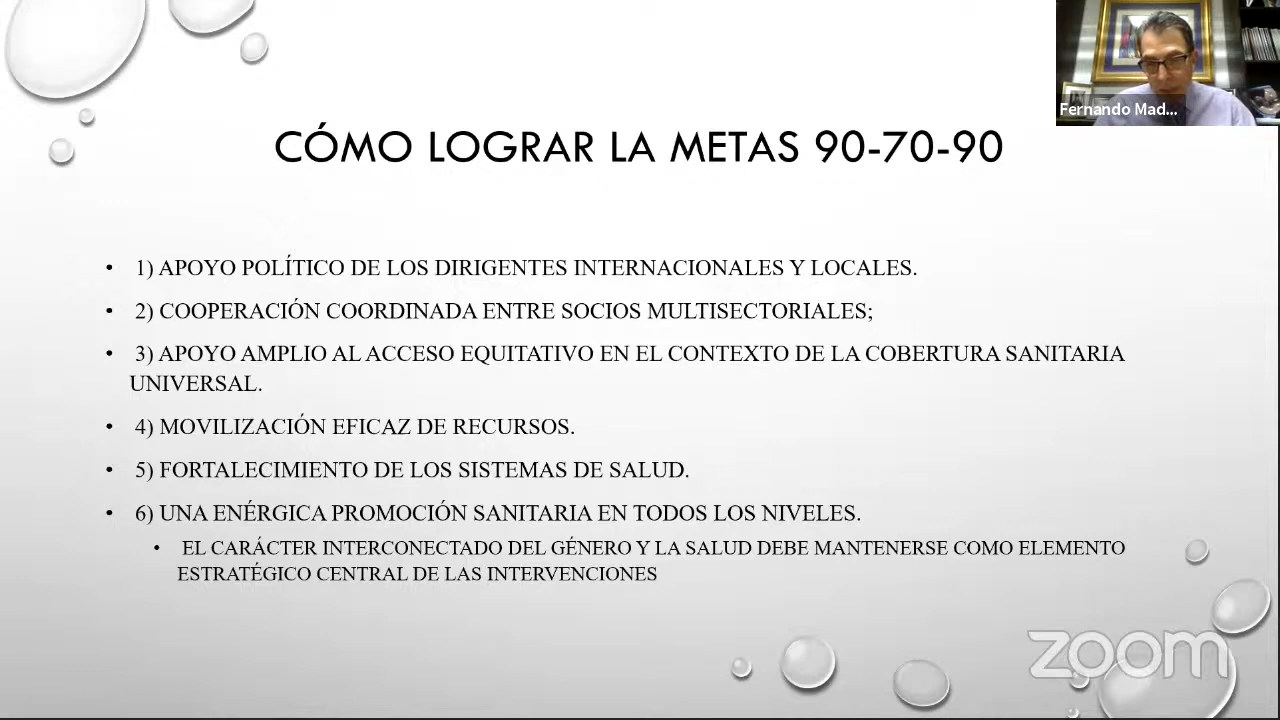 Fernando Mad...
CÓMO LOGRAR LA METAS 90-70-90
• 1) APOYO POLÍTICO DE LOS DIRIGENTES INTERNACIONALES Y LOCALES.
• 2) COOPERACIÓN COORDINADA ENTRE SOCIOS MULTISECTORIALES;
• 3) APOYO AMPLIO AL ACCESO EQUITATIVO EN EL CONTEXTO DE LA COBERTURA SANITARIA
UNIVERSAL.
• 4) MOVILIZACIÓN EFICAZ DE RECURSOS.
• 5) FORTALECIMIENTO DE LOS SISTEMAS DE SALUD.
• 6) UNA ENÉRGICA PROMOCIÓN SANITARIA EN TODOS LOS NIVELES.
• EL CARÁCTER INTERCONECTADO DEL GÉNERO Y LA SALUD DEBE MANTENERSE COMO ELEMENTO
ESTRATÉGICO CENTRAL DE LAS INTERVENCIONES
zoom